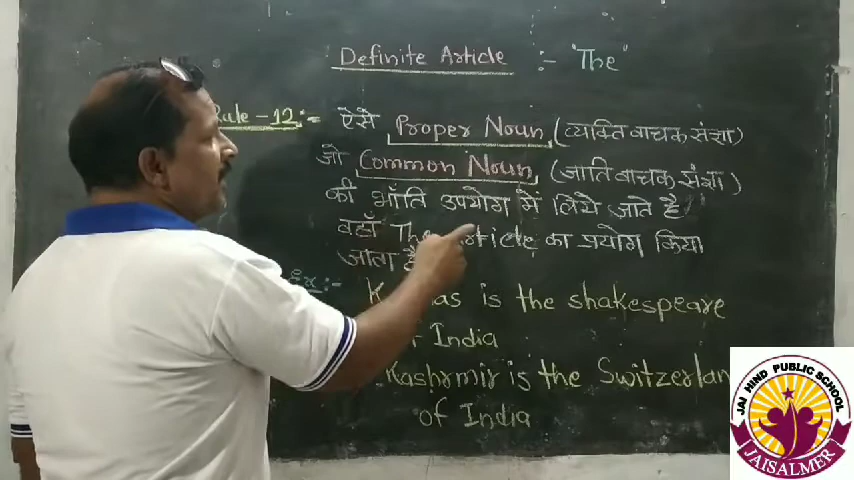 Definite Article :- "The"
Rule-12:= ऐसे Proper Noun (व्यक्ति वाचक संज्ञा)
जो Common Noun (जाति वाचक संज्ञा)
की भाँति उपयोग में लिये जाते है
वहाँ The Article का प्रयोग किया
जाता है
Ex:- is the shakespeare
India
Kashrmir is the Switzerlan
of India
JAI HIND PUBLIC SCHOOL
JAISALMER